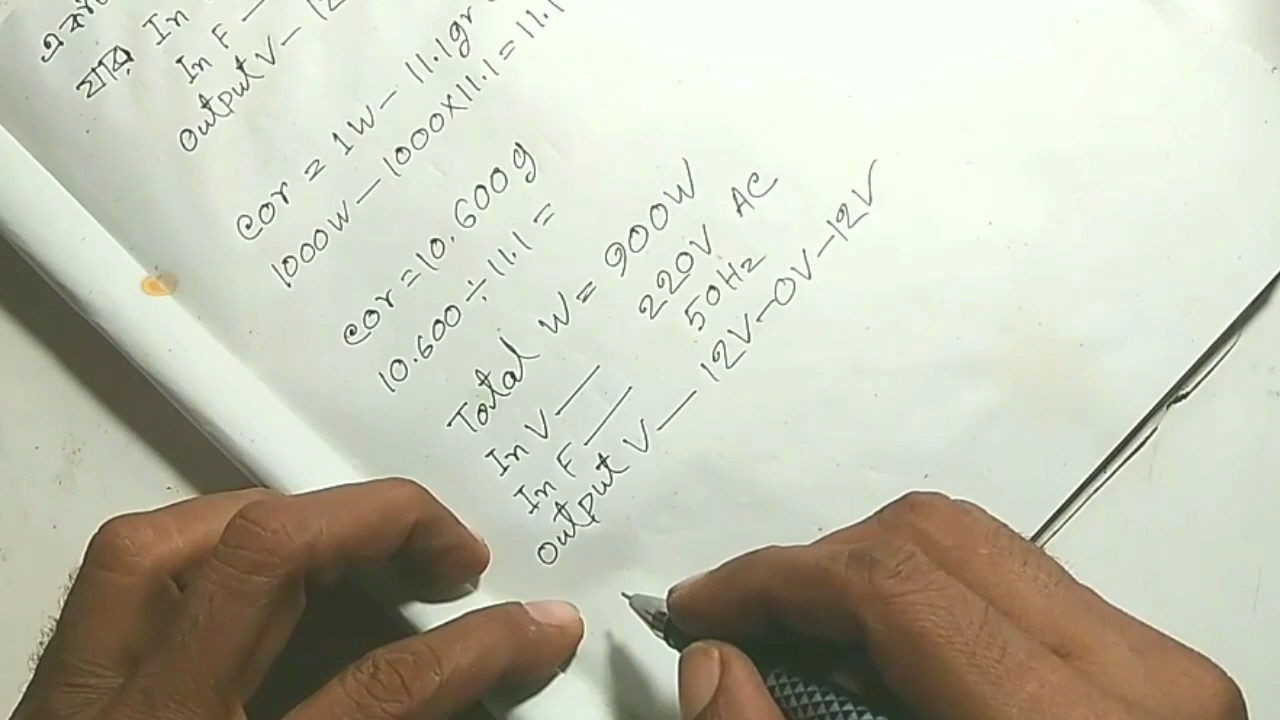 যার In
In F —
Output V — 12
Cor = 1W — 11.1gr
1000W — 1000×11.1 = 11.1
Cor = 10.600g
10.600 ÷ 11.1 =
Total W = 900W
In V — 220V AC
In F — 50Hz
Output V — 12V-0V-12V